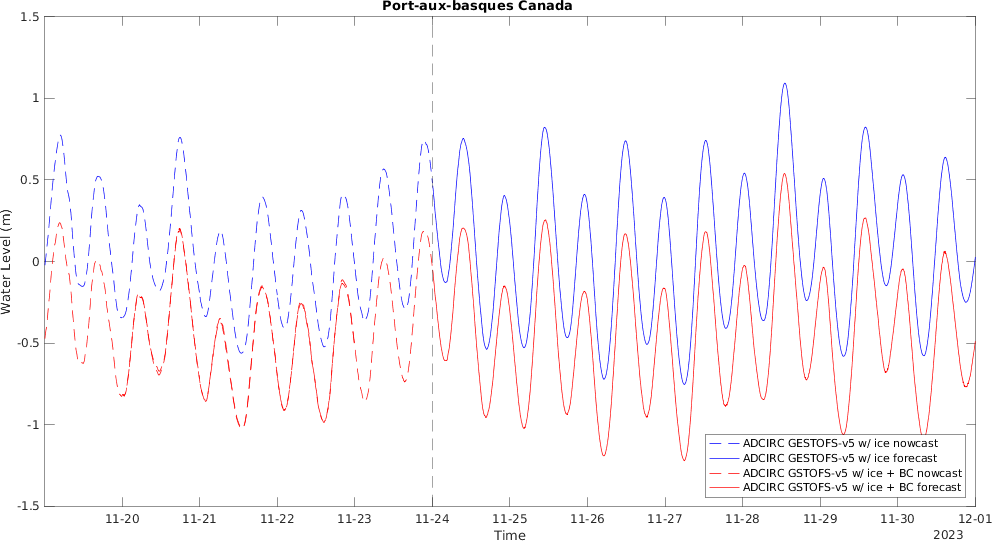 Port-aux-basques Canada
1.5
1
0.5
0
-0.5
-1
-1.5
Water Level (m)
11-20
11-21
11-22
11-23
11-24
11-25
11-26
11-27
11-28
11-29
11-30
12-01
Time
2023
ADCIRC GESTOFS-v5 w/ ice nowcast
ADCIRC GESTOFS-v5 w/ ice forecast
ADCIRC GSTOFS-v5 w/ ice + BC nowcast
ADCIRC GSTOFS-v5 w/ ice + BC forecast